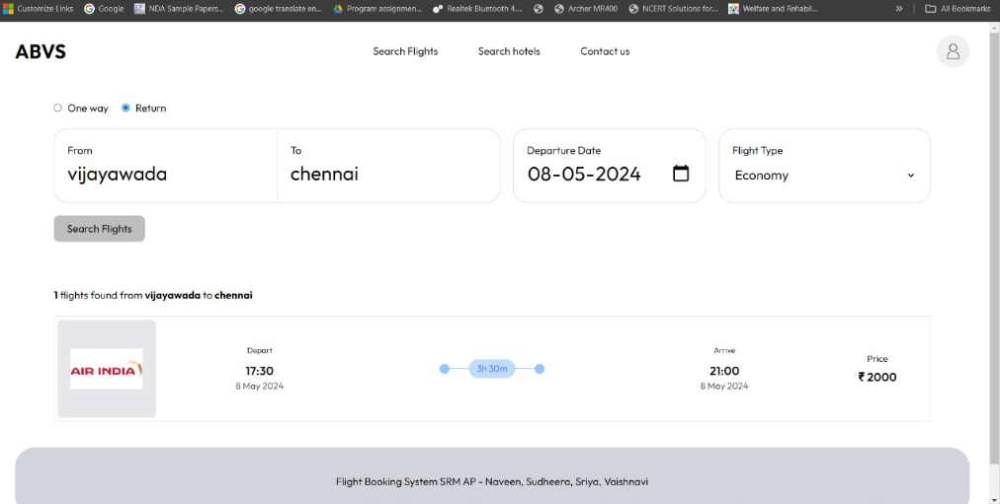 Customize Links Google NDA Sample Papers... google translate en... Program assignmen... Realtek Bluetooth 4.... Archer MR400 NCERT Solutions for... Welfare and Rehabil... » All Bookmarks
ABVS Search Flights Search hotels Contact us
One way Return
From To Departure Date Flight Type
vijayawada chennai 08-05-2024 Economy
Search Flights
1 flights found from vijayawada to chennai
Depart Arrive
Price
AIR INDIA 17:30 3h 30m 21:00 ₹ 2000
8 May 2024 8 May 2024
Flight Booking System SRM AP - Naveen, Sudheera, Sriya, Vaishnavi